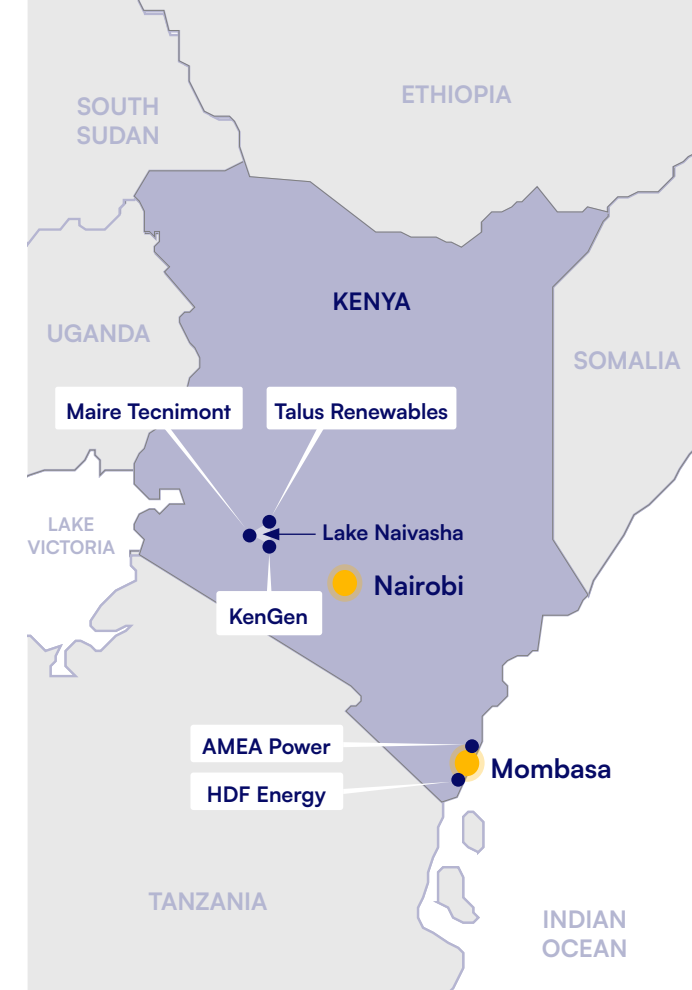 ETHIOPIA
SOUTH
SUDAN
KENYA
UGANDA
SOMALIA
Maire Tecnimont
Talus Renewables
LAKE
VICTORIA
Lake Naivasha
Nairobi
KenGen
AMEA Power
Mombasa
HDF Energy
TANZANIA
INDIAN
OCEAN